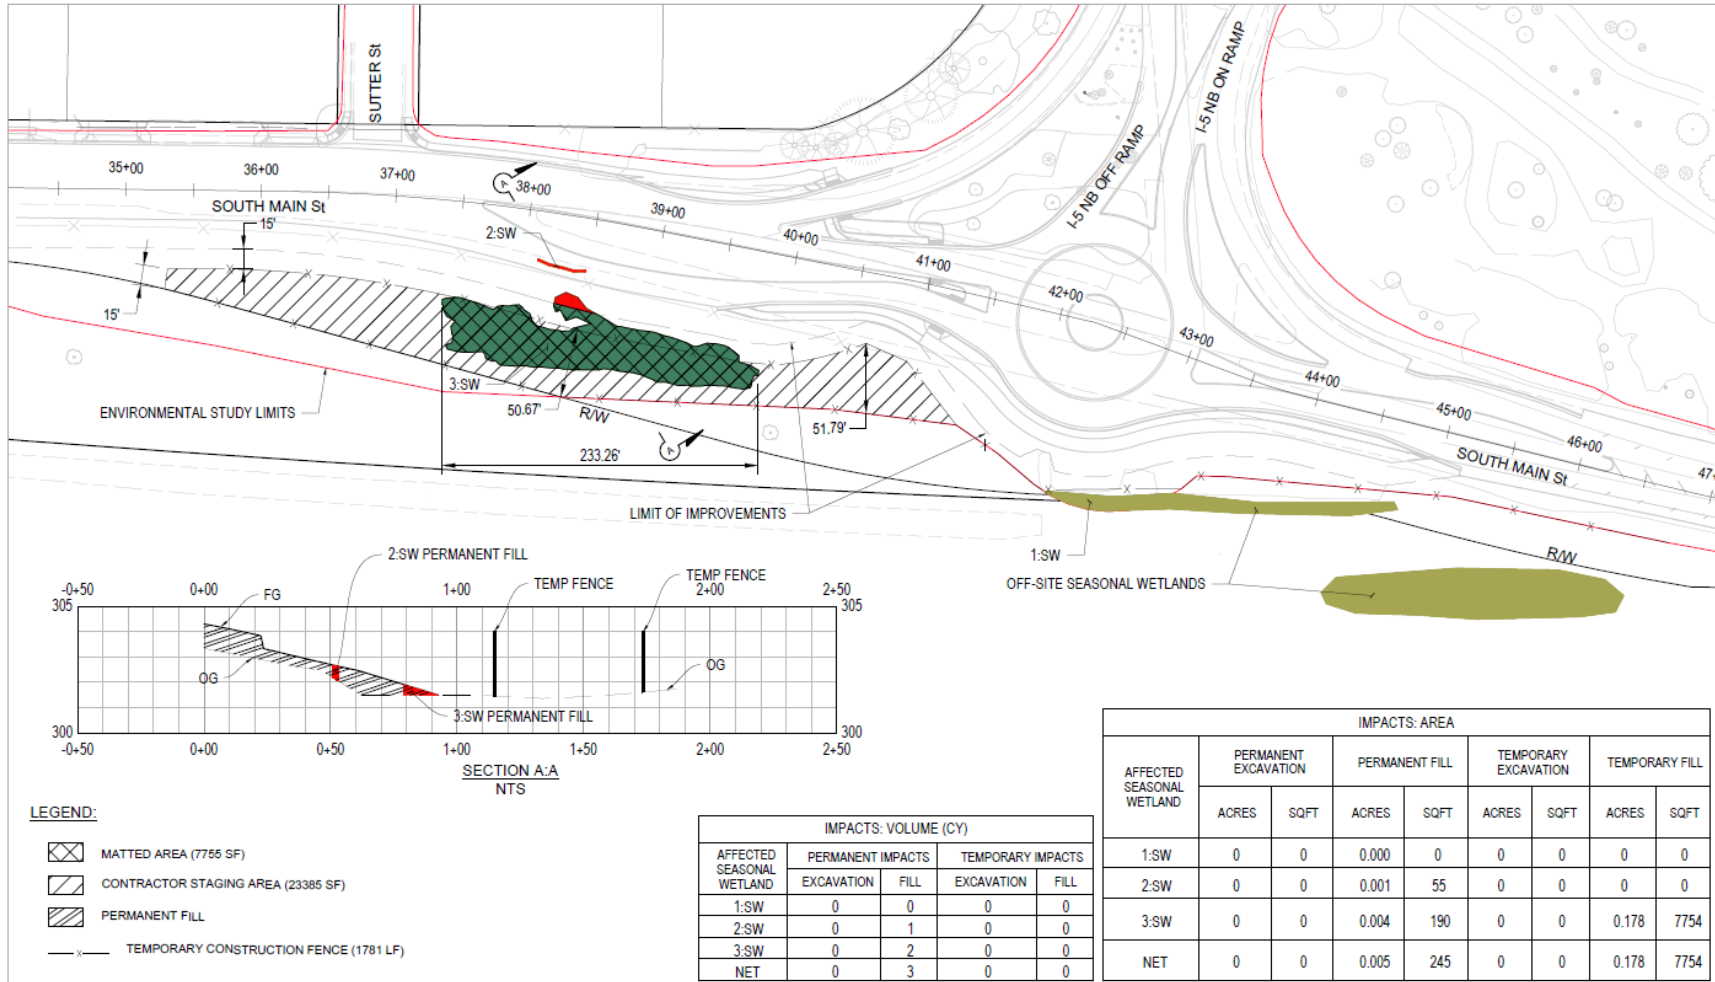 SUTTER St
I-5 NB ON RAMP
I-5 NB OFF RAMP
35+00
36+00
37+00
A
38+00
39+00
40+00
41+00
42+00
43+00
44+00
45+00
46+00
47+
SOUTH MAIN St
15'
2:SW
15'
3:SW
50.67'
R/W
A
51.79'
233.26'
ENVIRONMENTAL STUDY LIMITS
LIMIT OF IMPROVEMENTS
SOUTH MAIN St
1:SW
R/W
OFF-SITE SEASONAL WETLANDS
2:SW PERMANENT FILL
TEMP FENCE
TEMP FENCE
-0+50 0+00 1+00 2+00 2+50
305 305
FG
OG
OG
3:SW PERMANENT FILL
300 300
-0+50 0+00 0+50 1+00 1+50 2+00 2+50
SECTION A:A
NTS
LEGEND:
MATTED AREA (7755 SF)
CONTRACTOR STAGING AREA (23385 SF)
PERMANENT FILL
x TEMPORARY CONSTRUCTION FENCE (1781 LF)
IMPACTS: VOLUME (CY)
AFFECTED SEASONAL WETLAND PERMANENT IMPACTS TEMPORARY IMPACTS
EXCAVATION FILL EXCAVATION FILL
1:SW 0 0 0 0
2:SW 0 1 0 0
3:SW 0 2 0 0
NET 0 3 0 0
IMPACTS: AREA
AFFECTED SEASONAL WETLAND PERMANENT EXCAVATION PERMANENT FILL TEMPORARY EXCAVATION TEMPORARY FILL
ACRES SQFT ACRES SQFT ACRES SQFT ACRES SQFT
1:SW 0 0 0.000 0 0 0 0 0
2:SW 0 0 0.001 55 0 0 0 0
3:SW 0 0 0.004 190 0 0 0.178 7754
NET 0 0 0.005 245 0 0 0.178 7754